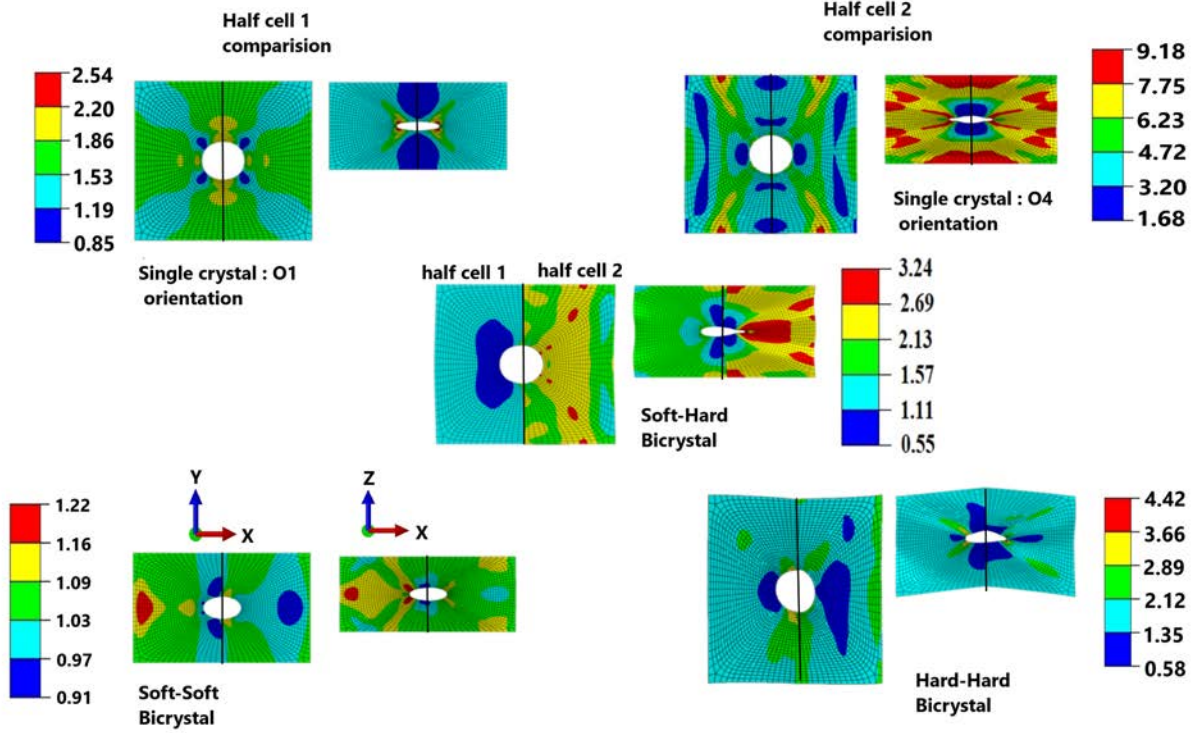 Half cell 1
comparision
Half cell 2
comparision
2.54
2.20
1.86
1.53
1.19
0.85
9.18
7.75
6.23
4.72
3.20
1.68
Single crystal : O4
orientation
Single crystal : O1
orientation
half cell 1
half cell 2
3.24
2.69
2.13
1.57
1.11
0.55
Soft-Hard
Bicrystal
Y
X
Z
X
1.22
1.16
1.09
1.03
0.97
0.91
Soft-Soft
Bicrystal
4.42
3.66
2.89
2.12
1.35
0.58
Hard-Hard
Bicrystal